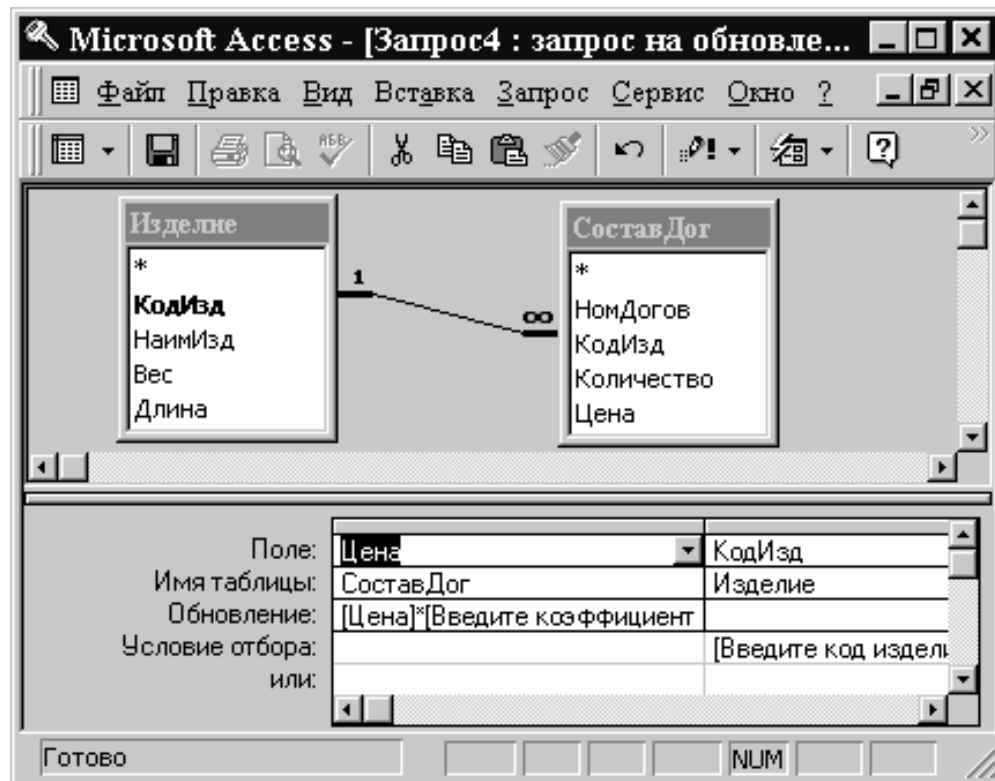 Microsoft Access - [Запрос4 : запрос на обновле...
Файл Правка Вид Вставка Запрос Сервис Окно ?
Изделие
*
КодИзд
НаимИзд
Вес
Длина
1
∞
СоставДог
*
НомДогов
КодИзд
Количество
Цена
Поле: Цена КодИзд
Имя таблицы: СоставДог Изделие
Обновление: [Цена]*[Введите коэффициент
Условие отбора: [Введите код издели
или:
Готово NUM